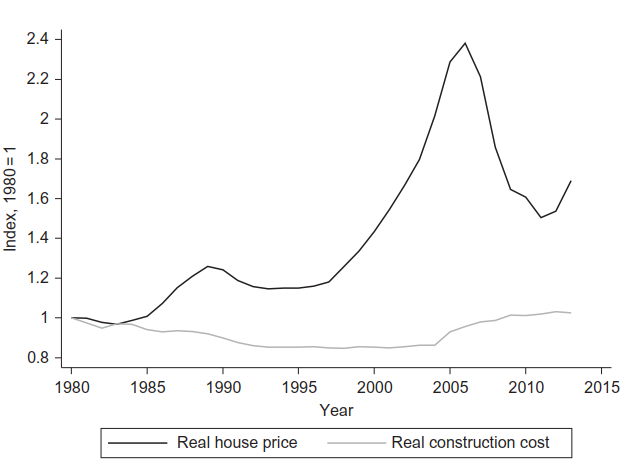 Index, 1980 = 1
2.4
2.2
2
1.8
1.6
1.4
1.2
1
0.8
1980 1985 1990 1995 2000 2005 2010 2015
Year
Real house price Real construction cost